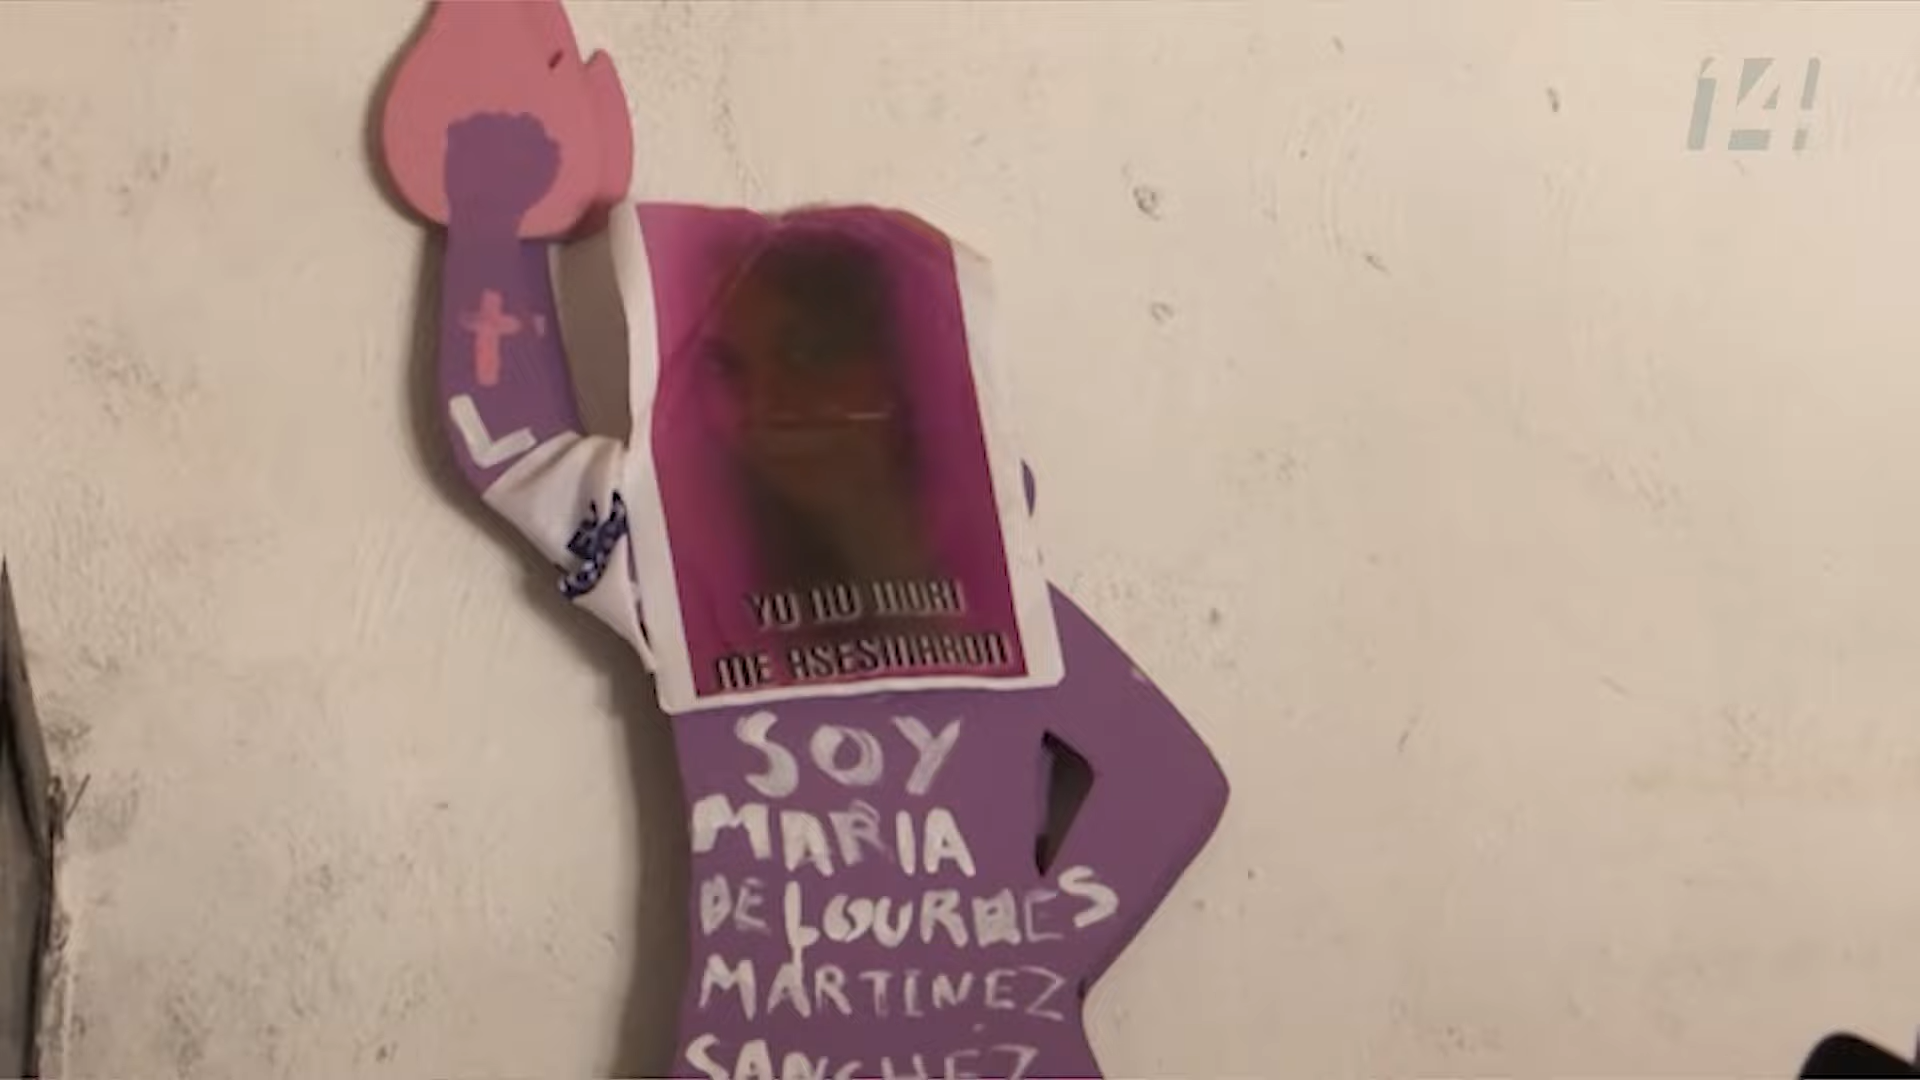 14!
L
YO NO MORI
ME ASESINARON
SOY
MARIA
DE LOURDES
MARTINEZ
SANCHEZ